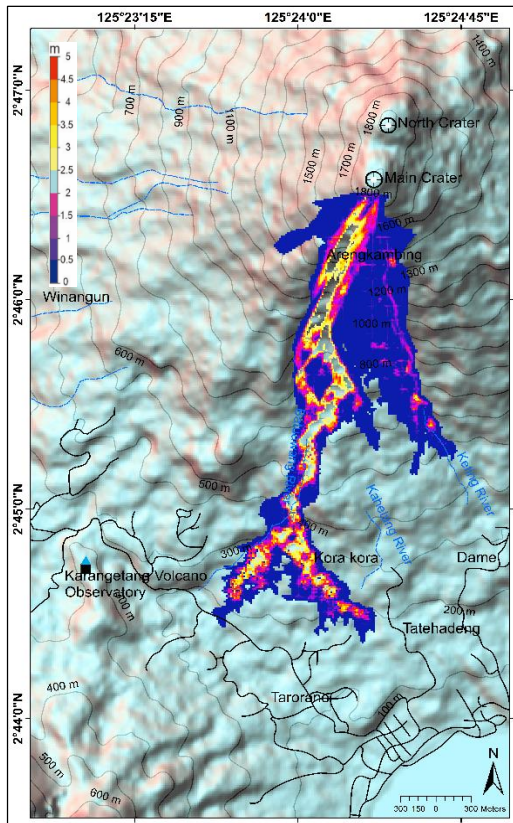 125°23'15"E 125°24'0"E 125°24'45"E
m
5
4.5
4
3.5
3
2.5
2
1.5
1
0.5
0
2°47'0"N
2°46'0"N
2°45'0"N
2°44'0"N
1400 m
700 m
900 m
1100 m
1800 m
North Crater
1500 m
1700 m
Main Crater
1800 m
1600 m
Arengkambing
1300 m
1200 m
Winangun
1000 m
600 m
800 m
500 m
Keting River
Kabeting River
300 m
Kora kora
Dame
Karangetang Volcano
Observatory
200 m
Tatehadeng
400 m
Taroranoi
100 m
500 m
600 m
N
300 150 0 300 Meters